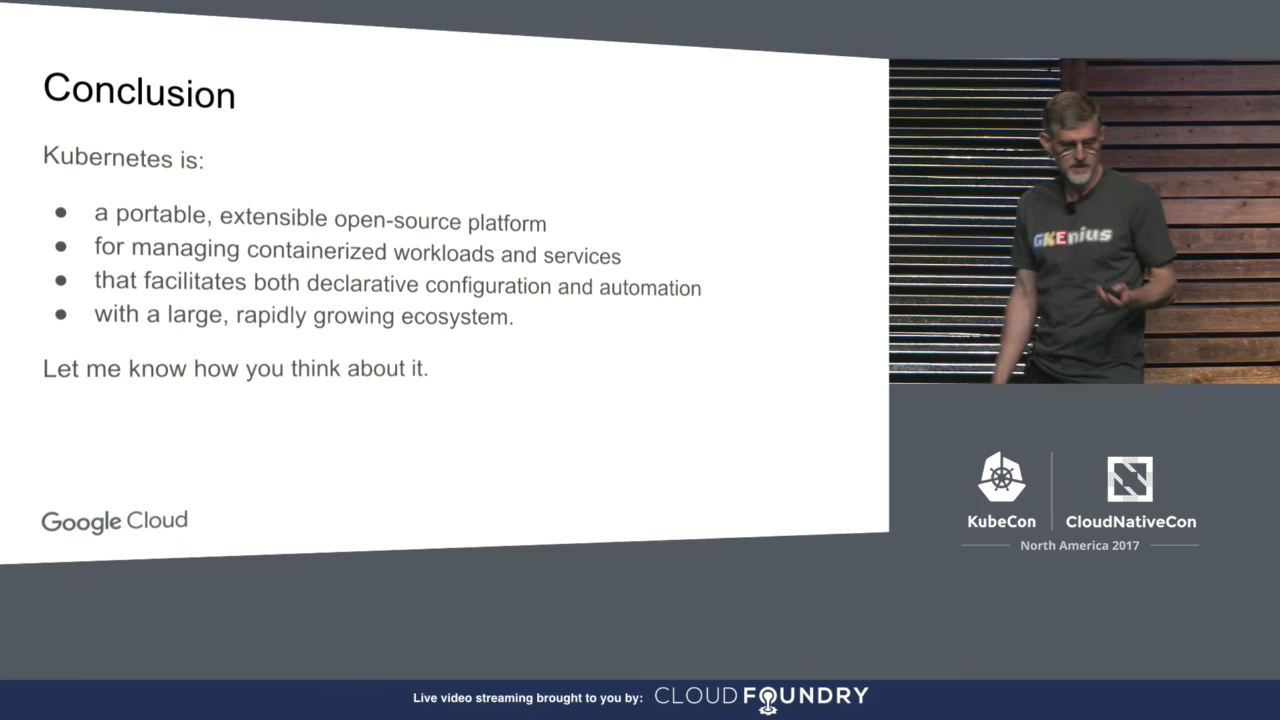 Conclusion
Kubernetes is:
● a portable, extensible open-source platform
● for managing containerized workloads and services
● that facilitates both declarative configuration and automation
● with a large, rapidly growing ecosystem.
Let me know how you think about it.
Google Cloud
GKEnius
KubeCon
CloudNativeCon
North America 2017
Live video streaming brought to you by: CLOUD FOUNDRY